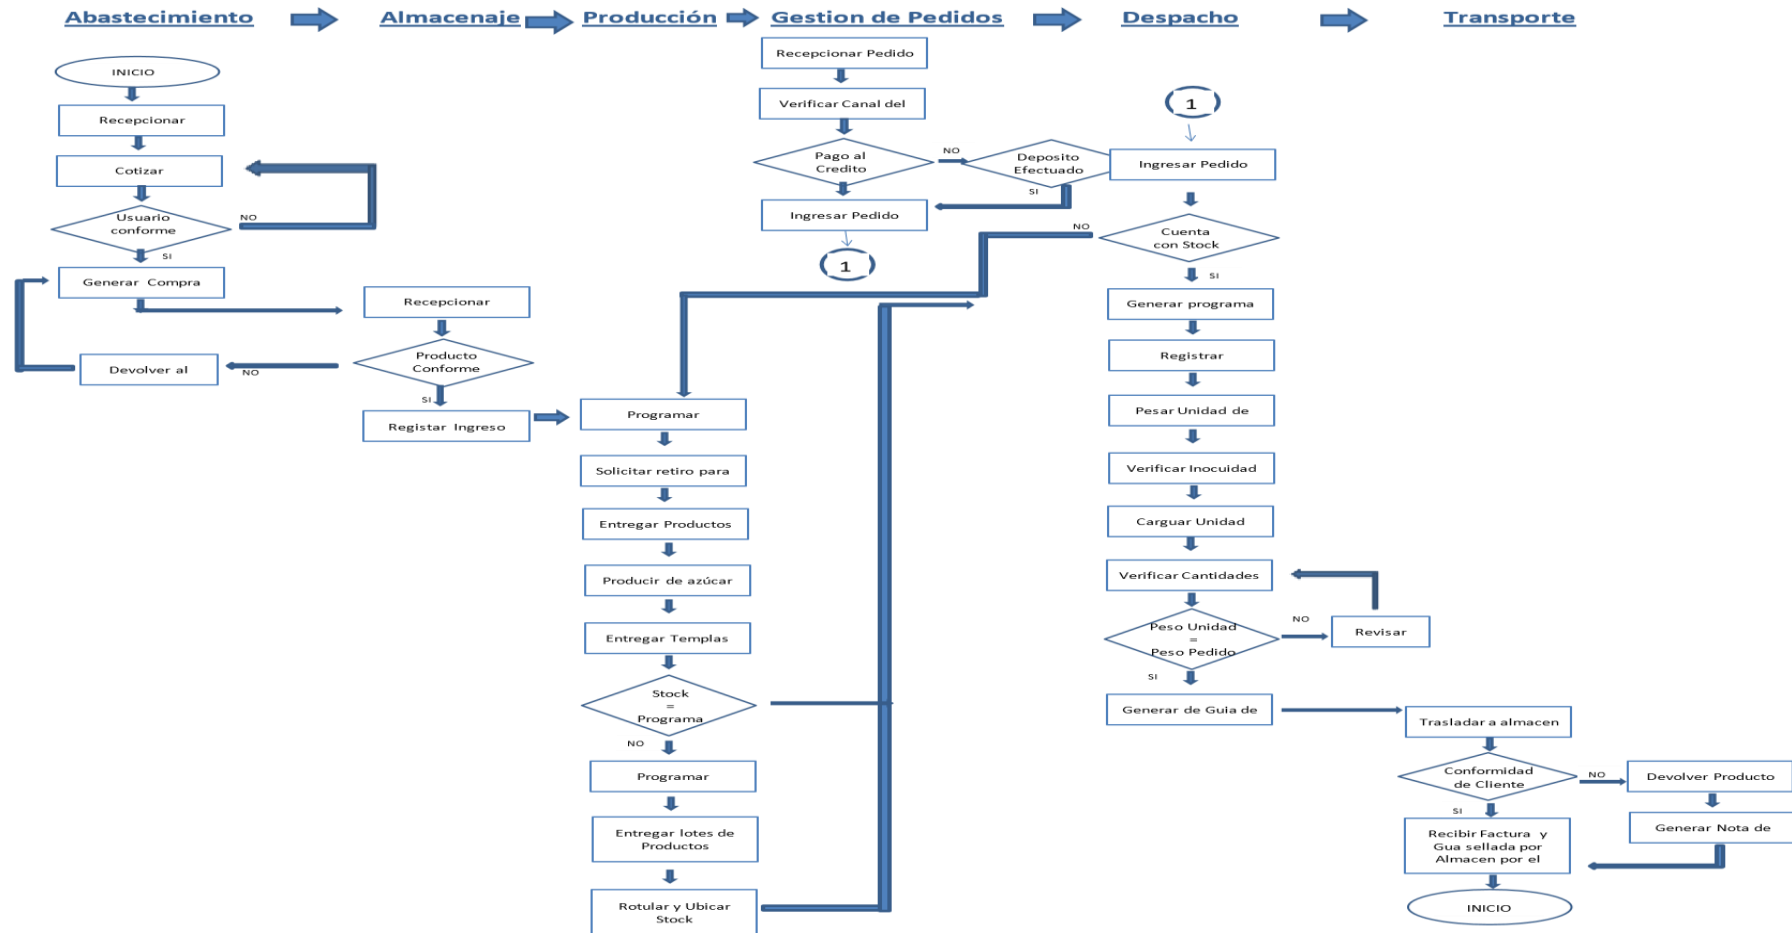 Abastecimiento
Almacenaje
Producción
Gestion de Pedidos
Despacho
Transporte
INICIO
Recepcionar
Cotizar
Usuario
conforme
NO
SI
Generar Compra
Devolver al
Recepcionar
Producto
Conforme
NO
SI
Registar Ingreso
Programar
Solicitar retiro para
Entregar Productos
Producir de azúcar
Entregar Templas
Stock
=
Programa
NO
Programar
Entregar lotes de
Productos
Rotular y Ubicar
Stock
Recepcionar Pedido
Verificar Canal del
Pago al
Credito
NO
Deposito
Efectuado
SI
Ingresar Pedido
1
1
Ingresar Pedido
Cuenta
con Stock
NO
SI
Generar programa
Registrar
Pesar Unidad de
Verificar Inocuidad
Carguar Unidad
Verificar Cantidades
Peso Unidad
=
Peso Pedido
NO
Revisar
SI
Generar de Guia de
Trasladar a almacen
Conformidad
de Cliente
NO
Devolver Producto
Generar Nota de
SI
Recibir Factura y
Gua sellada por
Almacen por el
INICIO